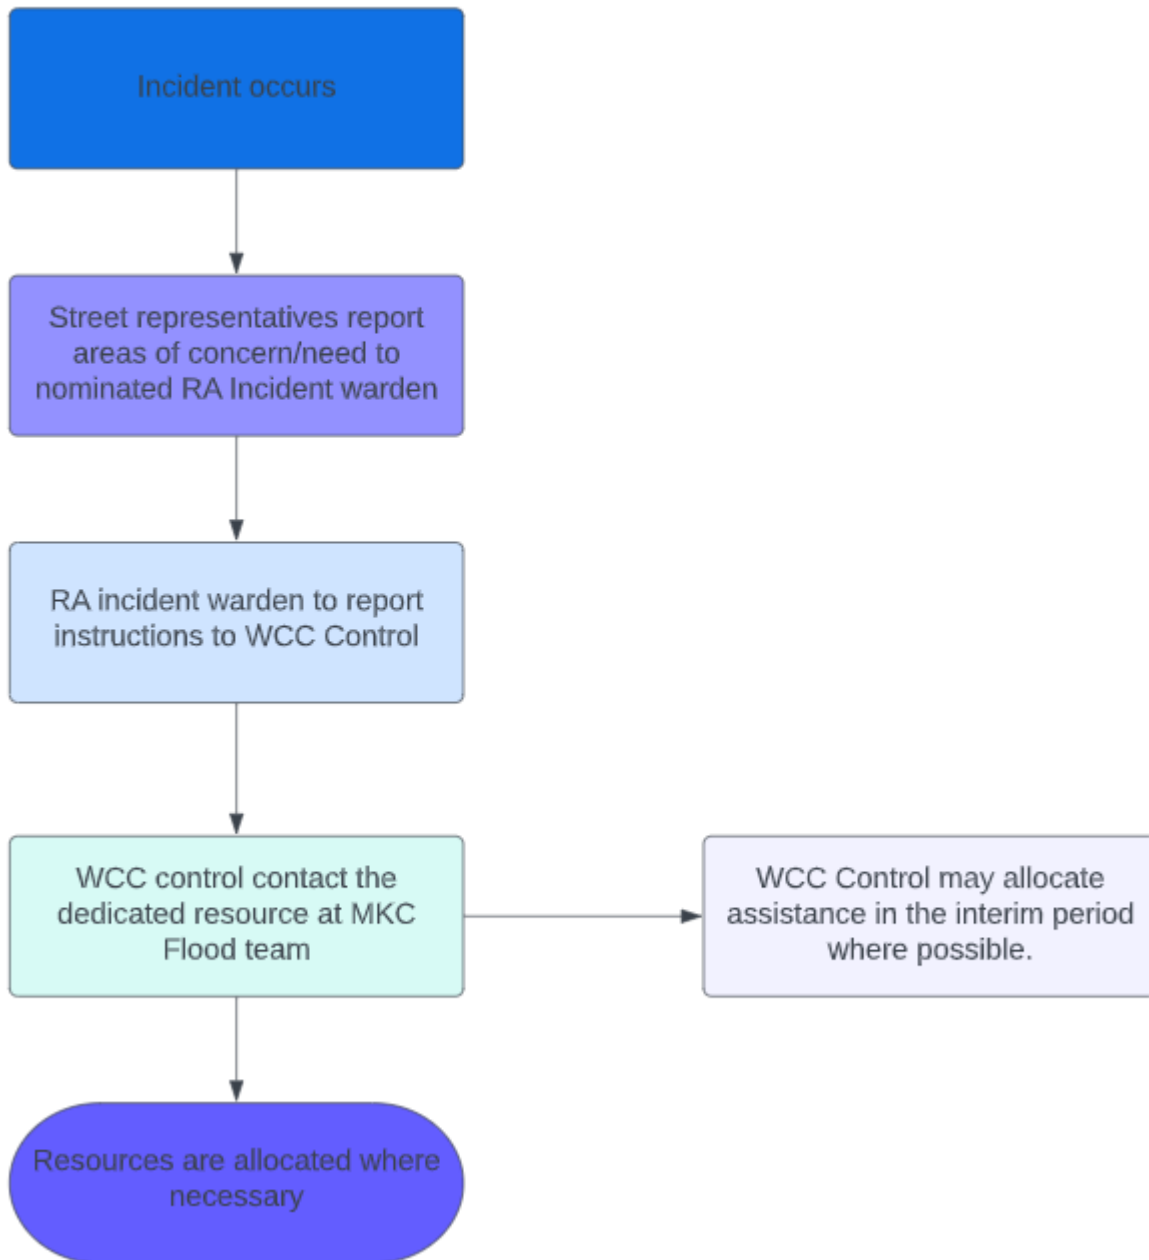 Incident occurs
Street representatives report
areas of concern/need to
nominated RA Incident warden
RA incident warden to report
instructions to WCC Control
WCC control contact the
dedicated resource at MKC
Flood team
WCC Control may allocate
assistance in the interim period
where possible.
Resources are allocated where
necessary